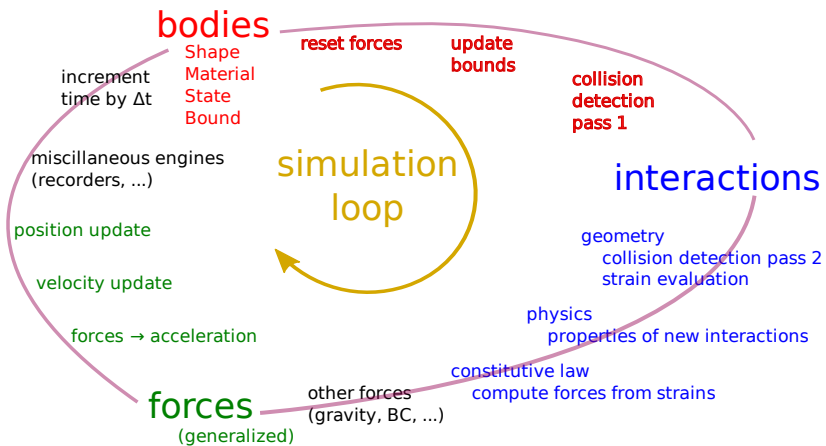 bodies
Shape
Material
State
Bound
reset forces
update
bounds
collision
detection
pass 1
increment
time by Δt
simulation
loop
miscillaneous engines
(recorders, ...)
interactions
position update
geometry
collision detection pass 2
strain evaluation
velocity update
physics
properties of new interactions
forces → acceleration
constitutive law
compute forces from strains
forces
(generalized)
other forces
(gravity, BC, ...)